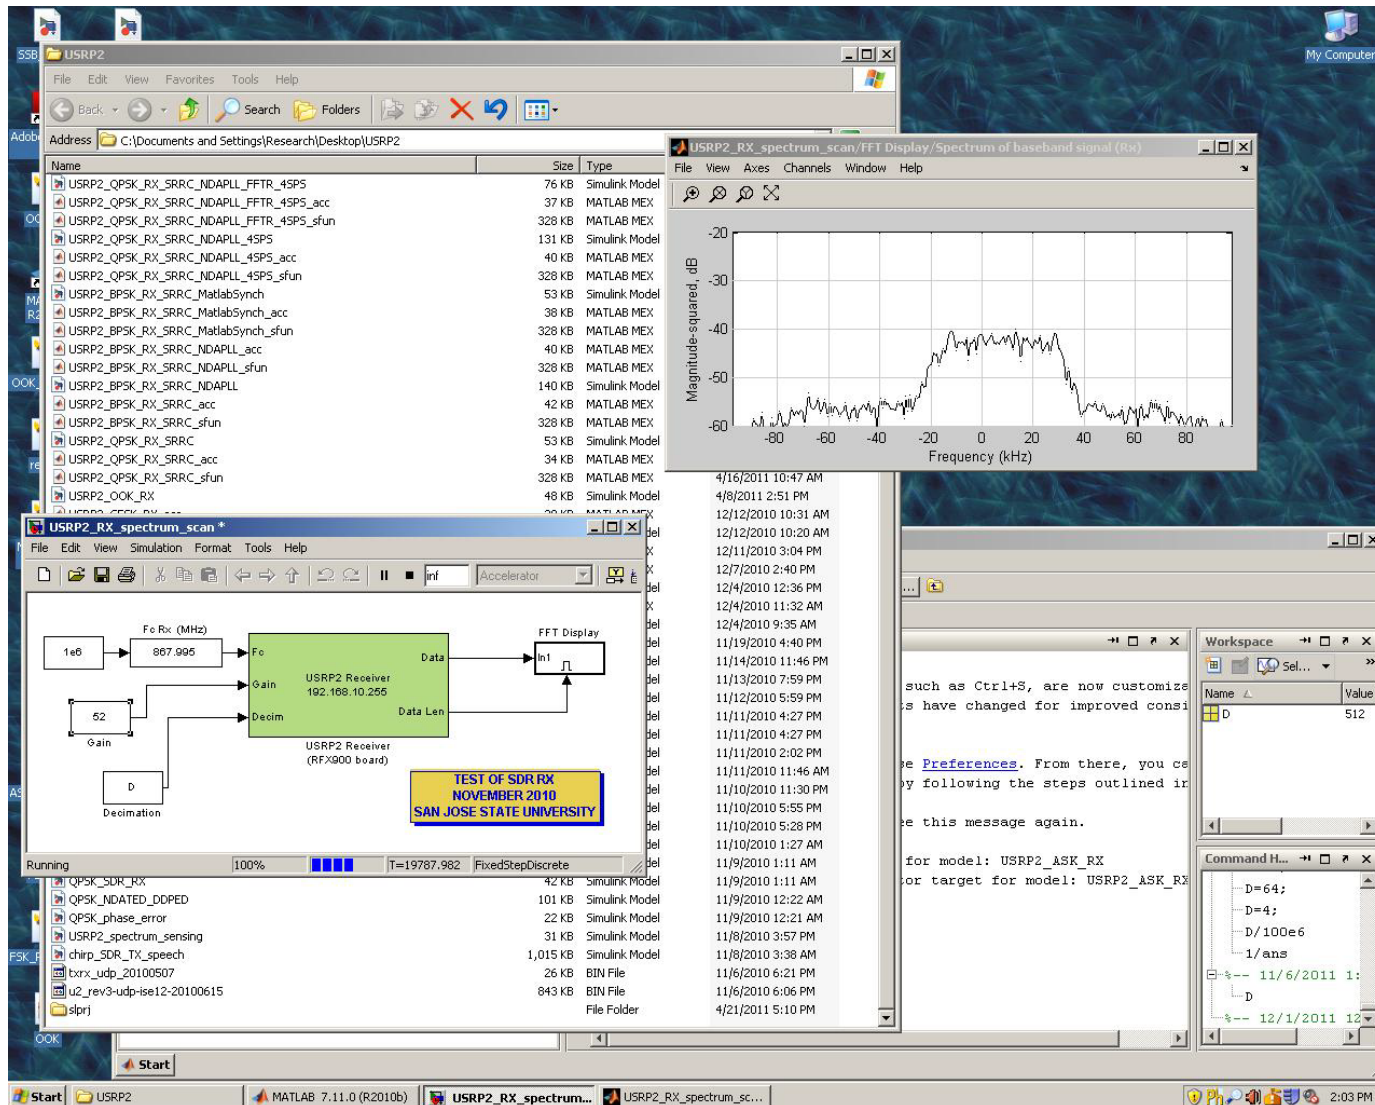 SSB
My Computer
USRP2
File Edit View Favorites Tools Help
Back Search Folders
Address C:\Documents and Settings\Research\Desktop\USRP2
Name Size Type
USRP2_QPSK_RX_SRRC_NDAPLL_FFTR_4SPS 76 KB Simulink Model
USRP2_QPSK_RX_SRRC_NDAPLL_FFTR_4SPS_acc 37 KB MATLAB MEX
USRP2_QPSK_RX_SRRC_NDAPLL_FFTR_4SPS_sfun 328 KB MATLAB MEX
USRP2_QPSK_RX_SRRC_NDAPLL_4SPS 131 KB Simulink Model
USRP2_QPSK_RX_SRRC_NDAPLL_4SPS_acc 40 KB MATLAB MEX
USRP2_QPSK_RX_SRRC_NDAPLL_4SPS_sfun 328 KB MATLAB MEX
USRP2_BPSK_RX_SRRC_MatlabSynch 53 KB Simulink Model
USRP2_BPSK_RX_SRRC_MatlabSynch_acc 38 KB MATLAB MEX
USRP2_BPSK_RX_SRRC_MatlabSynch_sfun 328 KB MATLAB MEX
USRP2_BPSK_RX_SRRC_NDAPLL_acc 40 KB MATLAB MEX
USRP2_BPSK_RX_SRRC_NDAPLL_sfun 328 KB MATLAB MEX
USRP2_BPSK_RX_SRRC_NDAPLL 140 KB Simulink Model
USRP2_BPSK_RX_SRRC_acc 42 KB MATLAB MEX
USRP2_BPSK_RX_SRRC_sfun 328 KB MATLAB MEX
USRP2_QPSK_RX_SRRC 53 KB Simulink Model
USRP2_QPSK_RX_SRRC_acc 34 KB MATLAB MEX
USRP2_QPSK_RX_SRRC_sfun 328 KB MATLAB MEX 4/16/2011 10:47 AM
USRP2_OOK_RX 48 KB Simulink Model 4/8/2011 2:51 PM
12/12/2010 10:31 AM
12/12/2010 10:20 AM
12/11/2010 3:04 PM
12/7/2010 2:40 PM
12/4/2010 12:36 PM
12/4/2010 11:32 AM
12/4/2010 9:35 AM
11/19/2010 4:40 PM
11/14/2010 11:46 PM
11/13/2010 7:59 PM
11/12/2010 5:59 PM
11/11/2010 4:27 PM
11/11/2010 4:27 PM
11/11/2010 2:02 PM
11/11/2010 11:46 AM
11/10/2010 11:30 PM
11/10/2010 5:55 PM
11/10/2010 5:28 PM
11/10/2010 1:27 AM
11/9/2010 1:11 AM
QPSK_SDR_RX 42 KB Simulink Model 11/9/2010 1:11 AM
QPSK_NDATED_DDPED 101 KB Simulink Model 11/9/2010 12:22 AM
QPSK_phase_error 22 KB Simulink Model 11/9/2010 12:21 AM
USRP2_spectrum_sensing 31 KB Simulink Model 11/8/2010 3:57 PM
chirp_SDR_TX_speech 1,015 KB Simulink Model 11/8/2010 3:38 AM
txrx_udp_20100507 26 KB BIN File 11/6/2010 6:21 PM
u2_rev3-udp-ise12-20100615 843 KB BIN File 11/6/2010 6:06 PM
slprj File Folder 4/21/2011 5:10 PM
USRP2_RX_spectrum_scan/FFT Display/Spectrum of baseband signal (Rx)
File View Axes Channels Window Help
Magnitude-squared, dB
-20
-30
-40
-50
-60
-80 -60 -40 -20 0 20 40 60 80
Frequency (kHz)
USRP2_RX_spectrum_scan *
File Edit View Simulation Format Tools Help
inf Accelerator
Fc Rx (MHz)
1e6
867.995
52
Gain
D
Decimation
Fc
Gain
Decim
USRP2 Receiver
192.168.10.255
Data
Data Len
USRP2 Receiver
(RFX900 board)
FFT Display
In1
TEST OF SDR RX
NOVEMBER 2010
SAN JOSE STATE UNIVERSITY
Running 100% T=19787.982 FixedStepDiscrete
such as Ctrl+S, are now customiza
s have changed for improved consi
se Preferences. From there, you ca
by following the steps outlined in
ee this message again.
for model: USRP2_ASK_RX
tor target for model: USRP2_ASK_RX
Workspace
Sel...
Name Value
D 512
Command H...
D=64;
D=4;
D/100e6
1/ans
%-- 11/6/2011 1:
D
%-- 12/1/2011 12
OOK
Start
Start USRP2 MATLAB 7.11.0 (R2010b) USRP2_RX_spectrum... USRP2_RX_spectrum_sc... 2:03 PM